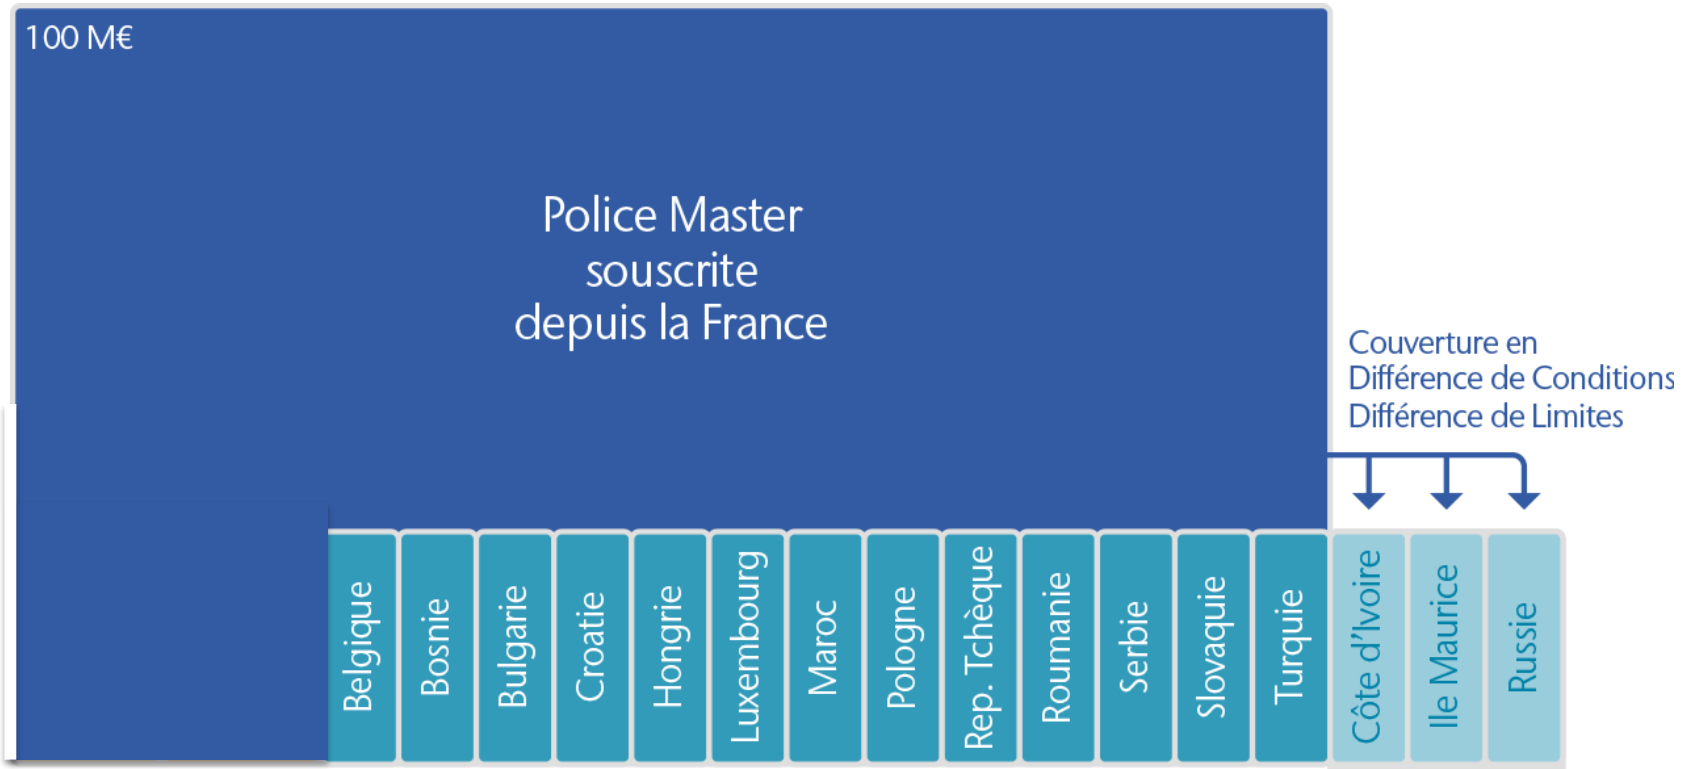 100 M€
Police Master
souscrite
depuis la France
Couverture en
Différence de Conditions
Différence de Limites
Belgique
Bosnie
Bulgarie
Croatie
Hongrie
Luxembourg
Maroc
Pologne
Rep. Tchèque
Roumanie
Serbie
Slovaquie
Turquie
Côte d'Ivoire
Ile Maurice
Russie